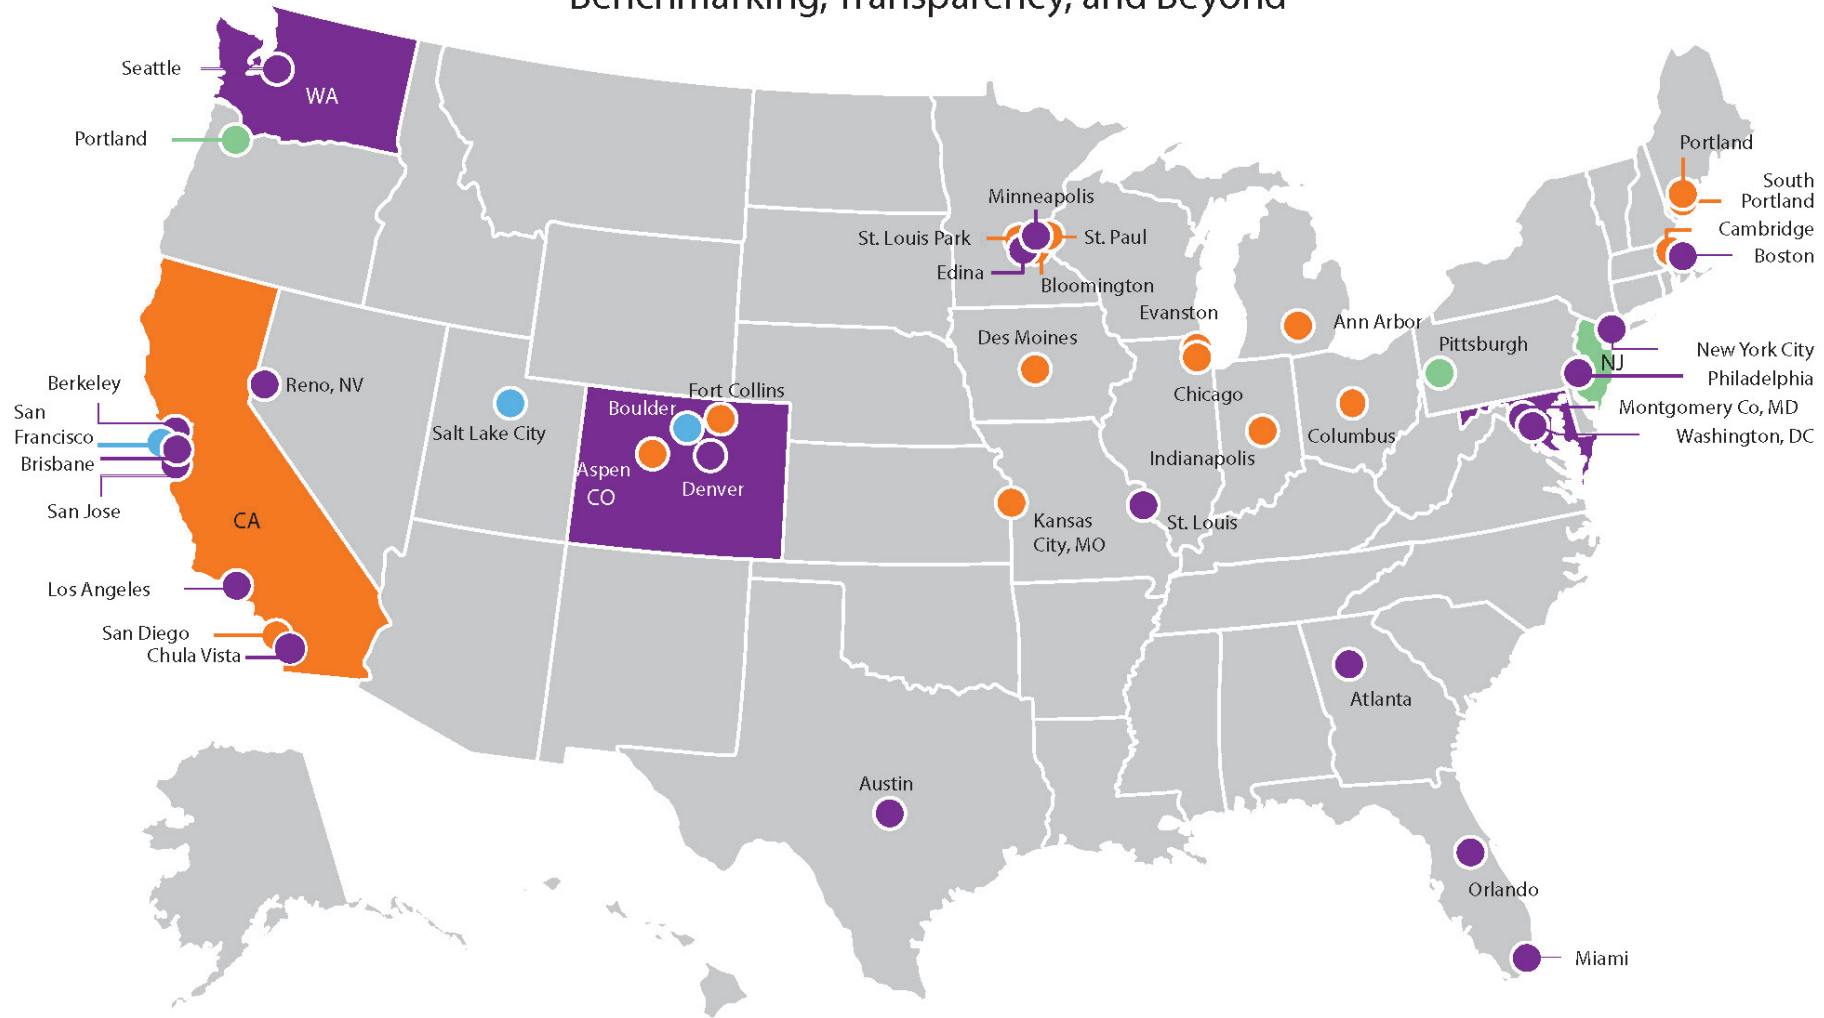 Benchmarking, Transparency, and Beyond
Seattle
WA
Portland
Portland
South
Portland
Minneapolis
Cambridge
St. Louis Park
St. Paul
Boston
Edina
Bloomington
Evanston
Ann Arbor
Des Moines
Pittsburgh
New York City
NJ
Philadelphia
Berkeley
Reno, NV
Fort Collins
Chicago
San
Francisco
Boulder
Montgomery Co, MD
Salt Lake City
Columbus
Washington, DC
Brisbane
Aspen
Indianapolis
CO
Denver
San Jose
CA
Kansas
City, MO
St. Louis
Los Angeles
San Diego
Chula Vista
Atlanta
Austin
Orlando
Miami